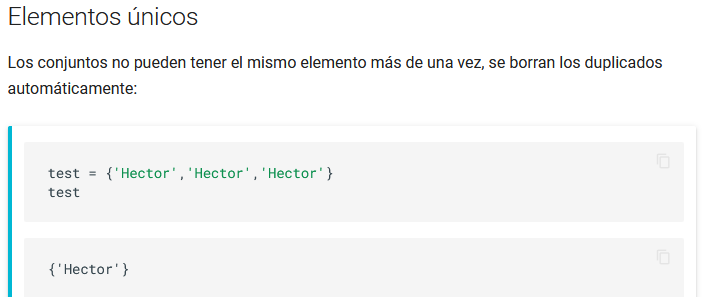 Elementos únicos
Los conjuntos no pueden tener el mismo elemento más de una vez, se borran los duplicados
automáticamente:
test = {'Hector','Hector','Hector'}
test
{'Hector'}